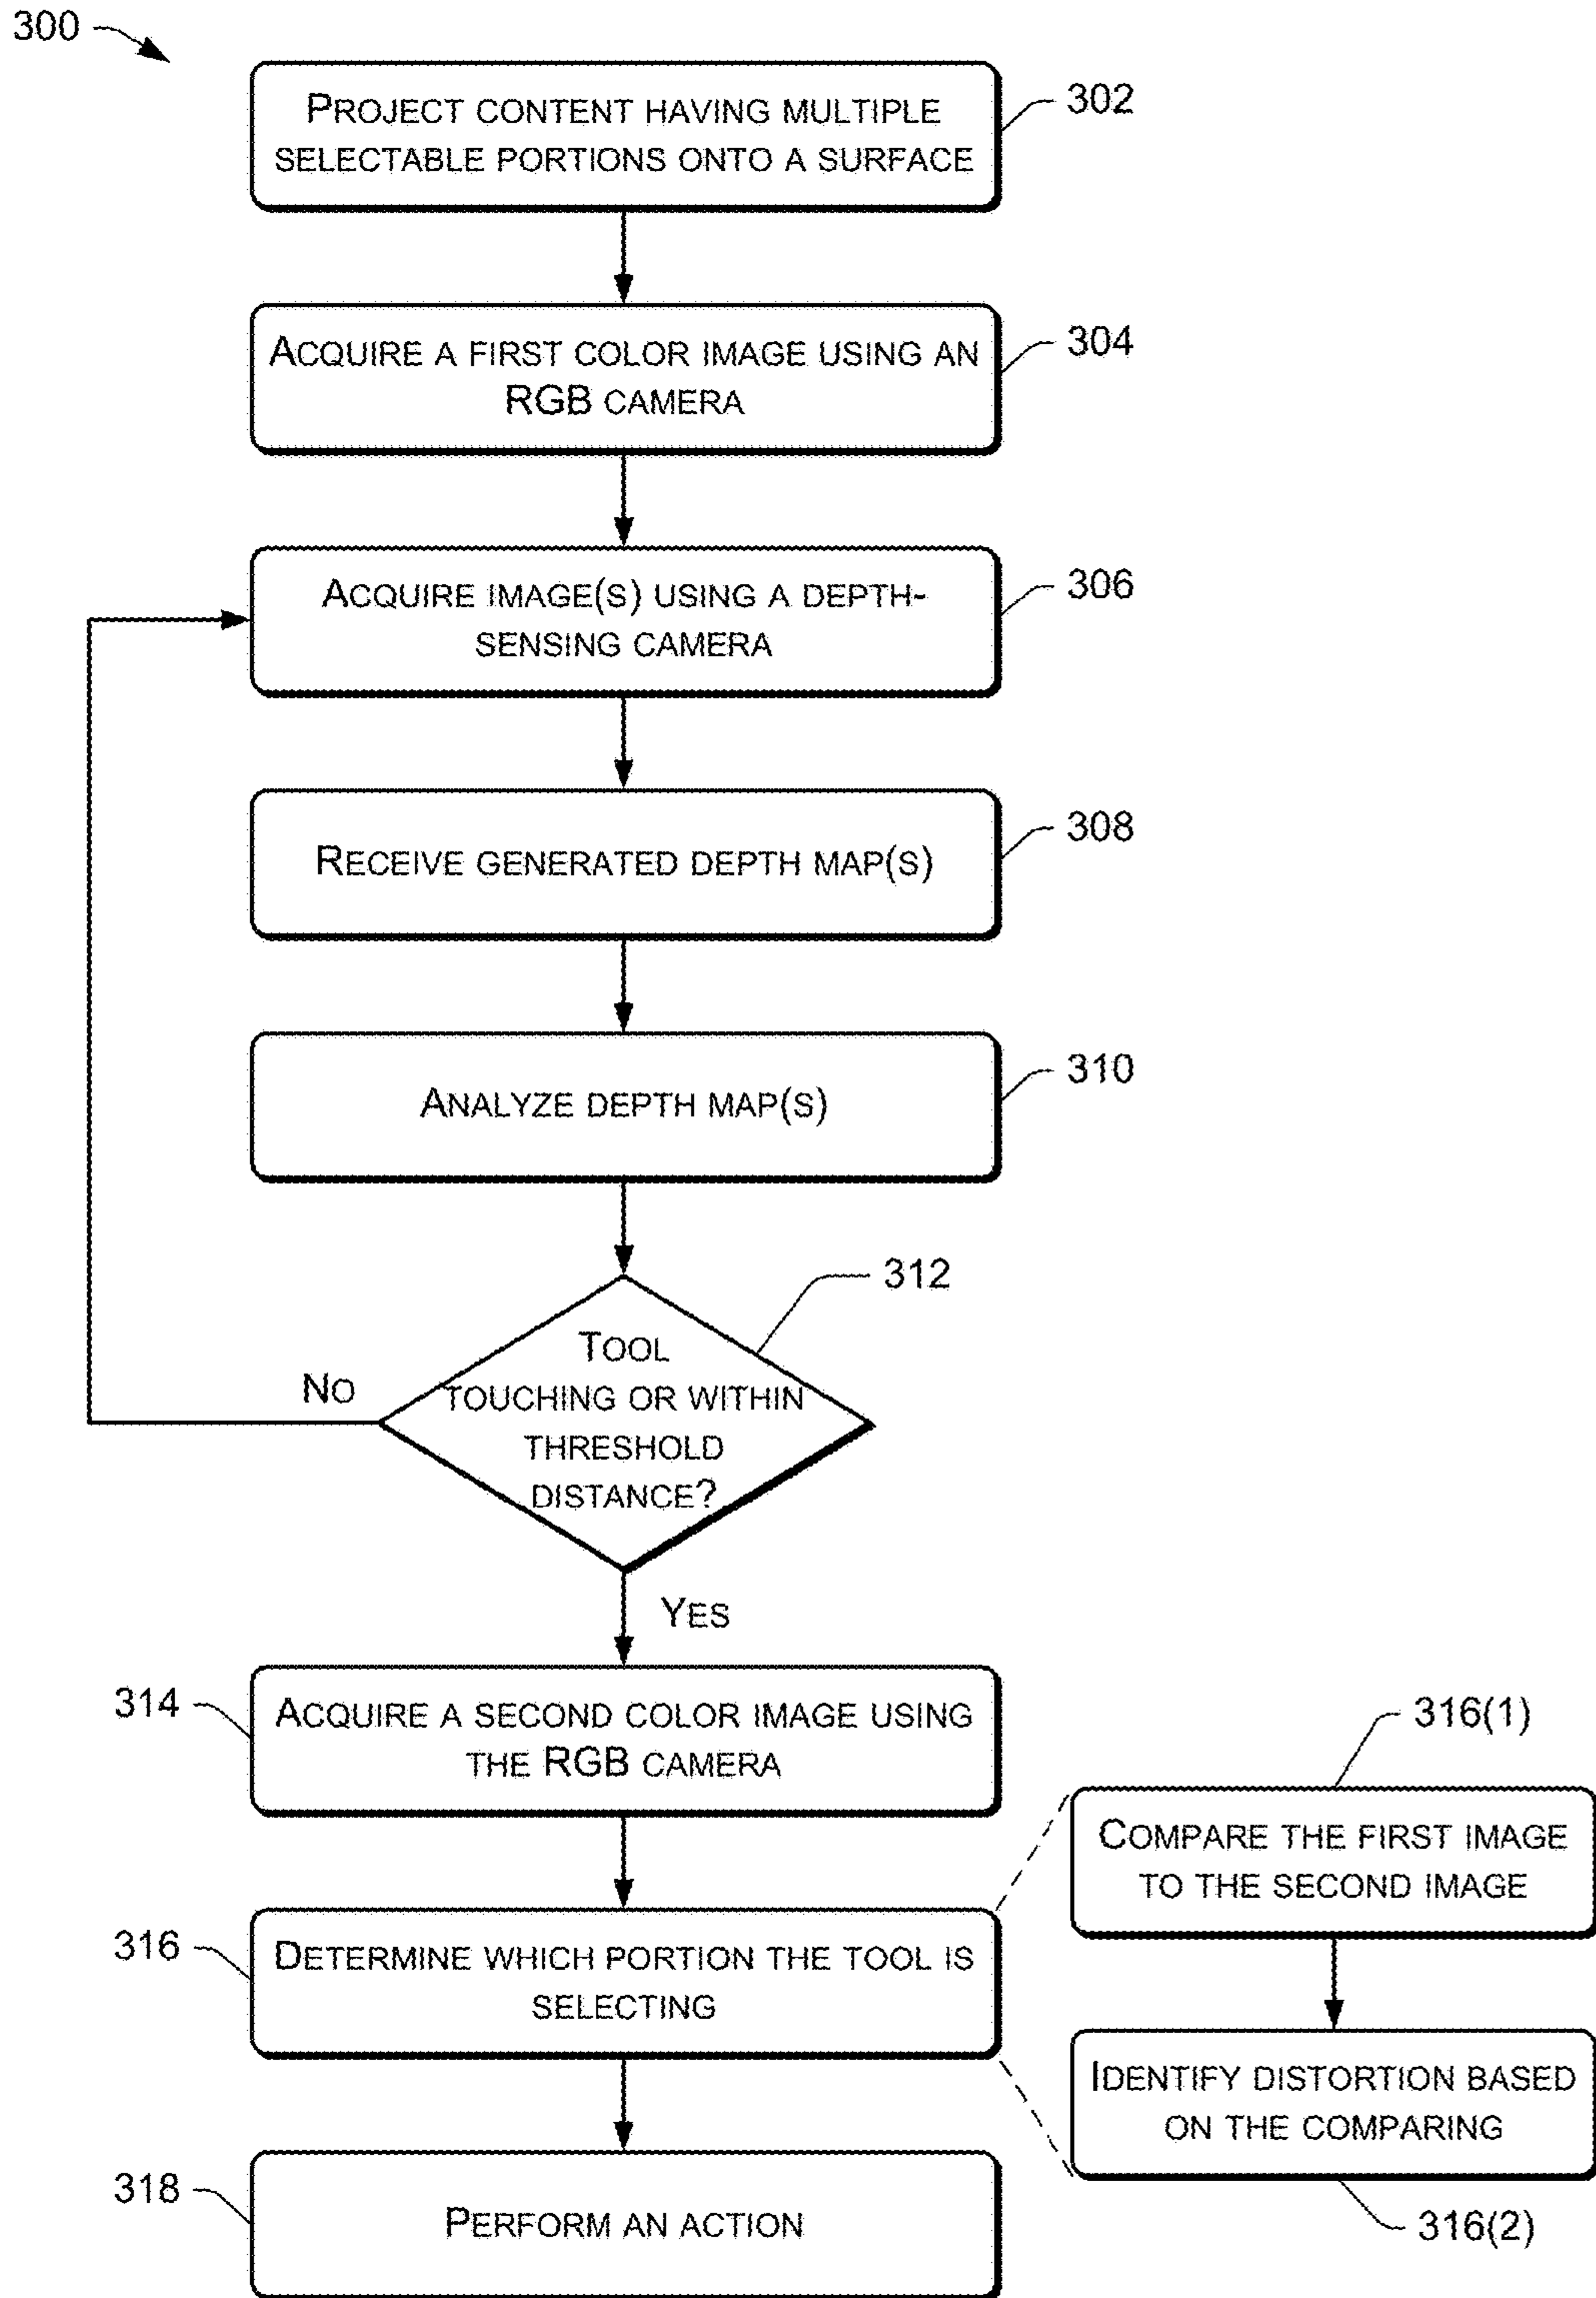 300
PROJECT CONTENT HAVING MULTIPLE
SELECTABLE PORTIONS ONTO A SURFACE
302
ACQUIRE A FIRST COLOR IMAGE USING AN
RGB CAMERA
304
ACQUIRE IMAGE(S) USING A DEPTH-
SENSING CAMERA
306
RECEIVE GENERATED DEPTH MAP(S)
308
ANALYZE DEPTH MAP(S)
310
312
TOOL
TOUCHING OR WITHIN
THRESHOLD
DISTANCE?
NO
YES
314
ACQUIRE A SECOND COLOR IMAGE USING
THE RGB CAMERA
316
DETERMINE WHICH PORTION THE TOOL IS
SELECTING
316(1)
COMPARE THE FIRST IMAGE
TO THE SECOND IMAGE
IDENTIFY DISTORTION BASED
ON THE COMPARING
316(2)
318
PERFORM AN ACTION